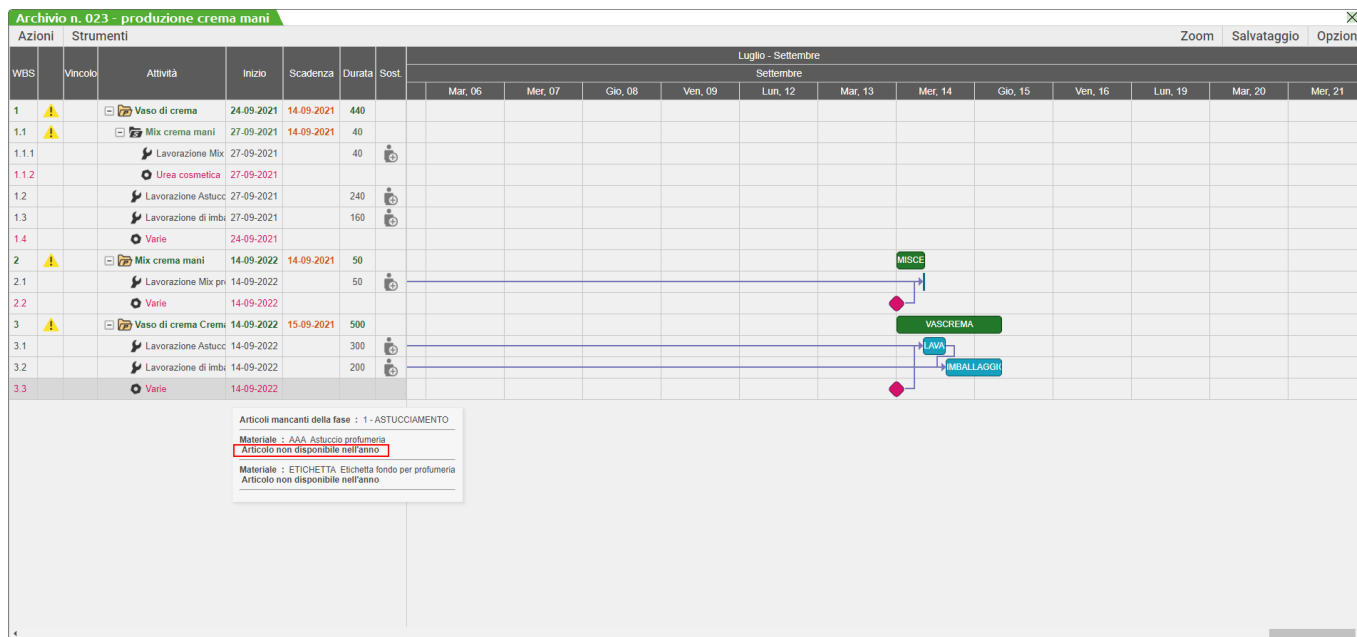 Archivio n. 023 - produzione crema mani
Azioni Strumenti Zoom Salvataggio Opzion
Luglio - Settembre
WBS Vincolo Attività Inizio Scadenza Durata Sost. Settembre
Mar, 06 Mer, 07 Gio, 08 Ven, 09 Lun, 12 Mar, 13 Mer, 14 Gio, 15 Ven, 16 Lun, 19 Mar, 20 Mer, 21
1 Vaso di crema 24-09-2021 14-09-2021 440
1.1 Mix crema mani 27-09-2021 14-09-2021 40
1.1.1 Lavorazione Mix 27-09-2021 40
1.1.2 Urea cosmetica 27-09-2021
1.2 Lavorazione Astucc 27-09-2021 240
1.3 Lavorazione di imba 27-09-2021 160
1.4 Varie 24-09-2021
2 Mix crema mani 14-09-2022 14-09-2021 50 MISCE
2.1 Lavorazione Mix pr 14-09-2022 50
2.2 Varie 14-09-2022
3 Vaso di crema Crema 14-09-2022 15-09-2021 500 VASCREMA
3.1 Lavorazione Astucc 14-09-2022 300 LAVA
3.2 Lavorazione di imba 14-09-2022 200 IMBALLAGGIO
3.3 Varie 14-09-2022
Articoli mancanti della fase : 1 - ASTUCCIAMENTO
Materiale : AAA Astuccio profumeria
Articolo non disponibile nell'anno
Materiale : ETICHETTA Etichetta fondo per profumeria
Articolo non disponibile nell'anno